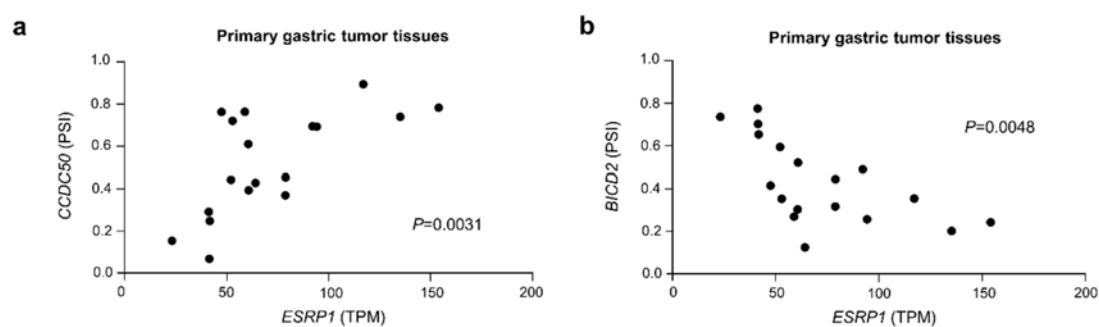 a
Primary gastric tumor tissues
1.0
0.8
0.6
0.4
0.2
0.0
CCDC50 (PSI)
P=0.0031
0 50 100 150 200
ESRP1 (TPM)
b
Primary gastric tumor tissues
1.0
0.8
0.6
0.4
0.2
0.0
BICD2 (PSI)
P=0.0048
0 50 100 150 200
ESRP1 (TPM)